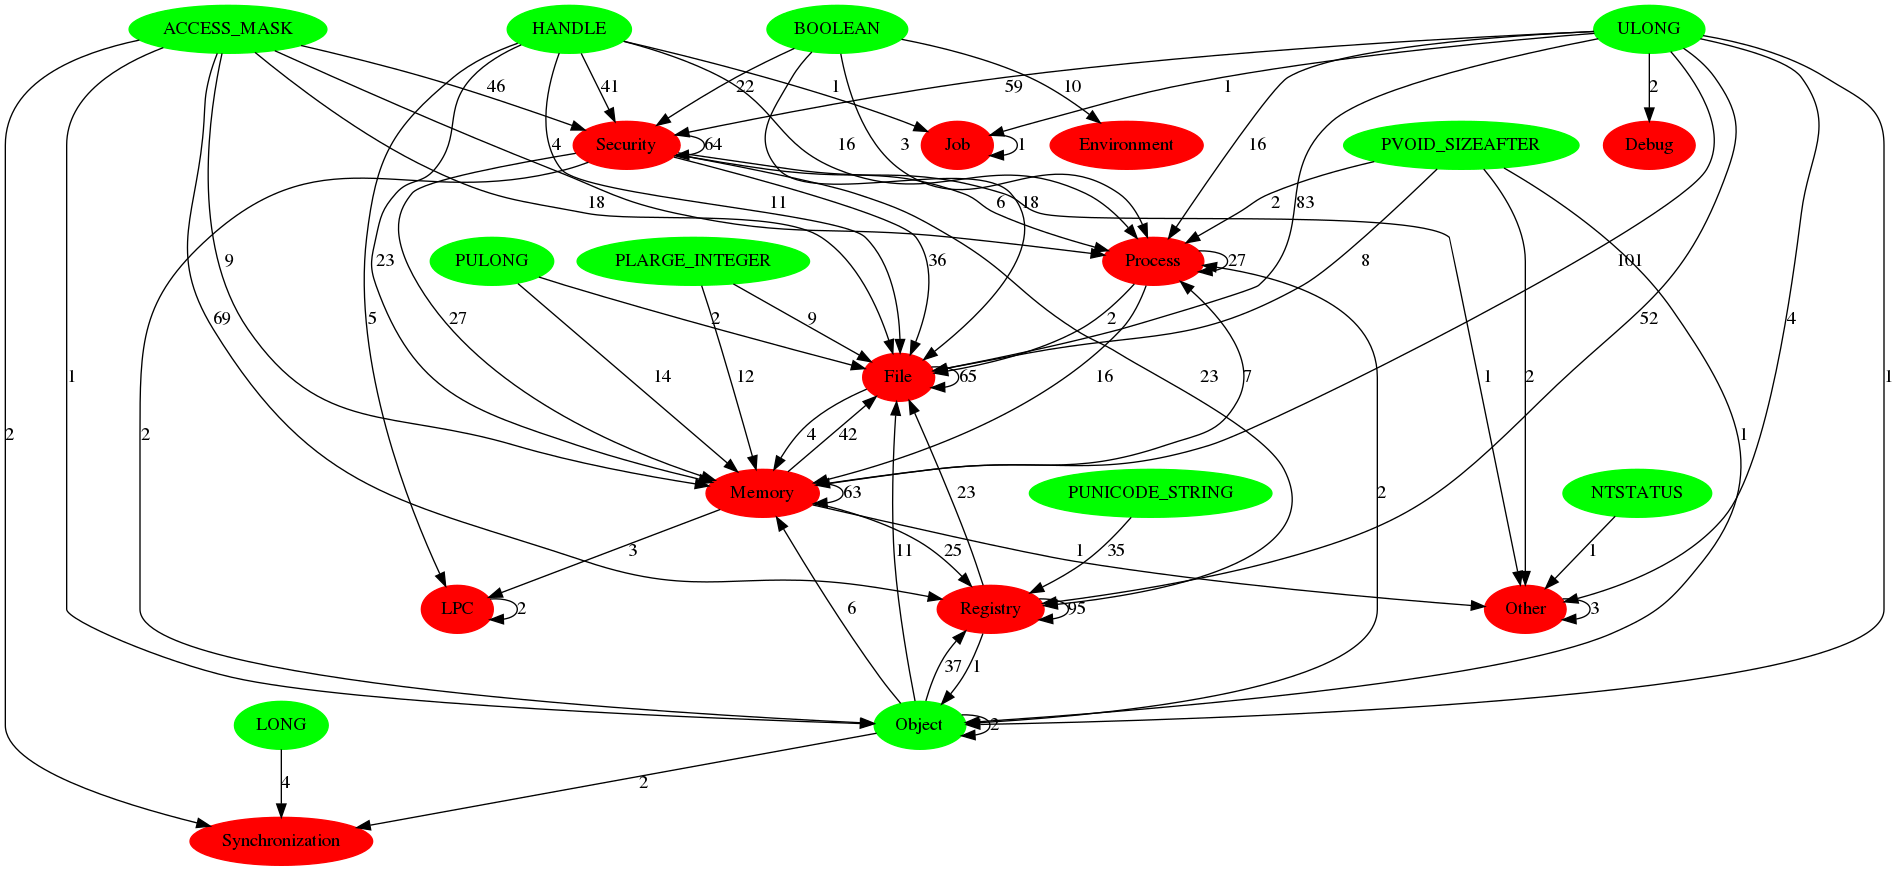 ACCESS_MASK HANDLE BOOLEAN ULONG
46 41 22 59 1 1 10 2
Security Job Environment PVOID_SIZEAFTER Debug
64 1
4 16 3 16
18 11 6 18 2 83
PULONG PLARGE_INTEGER Process
23 9 36 27 8 101
69 5 27 2 9 2 52 4
File
1 14 12 65 16 23 7 1 2 1
2 2 4 42 2 1
Memory PUNICODE_STRING NTSTATUS
63
3 11 23 25 35 1 1
LPC Registry Other
2 6 95 3
37 1
LONG Object
2
4 2
Synchronization